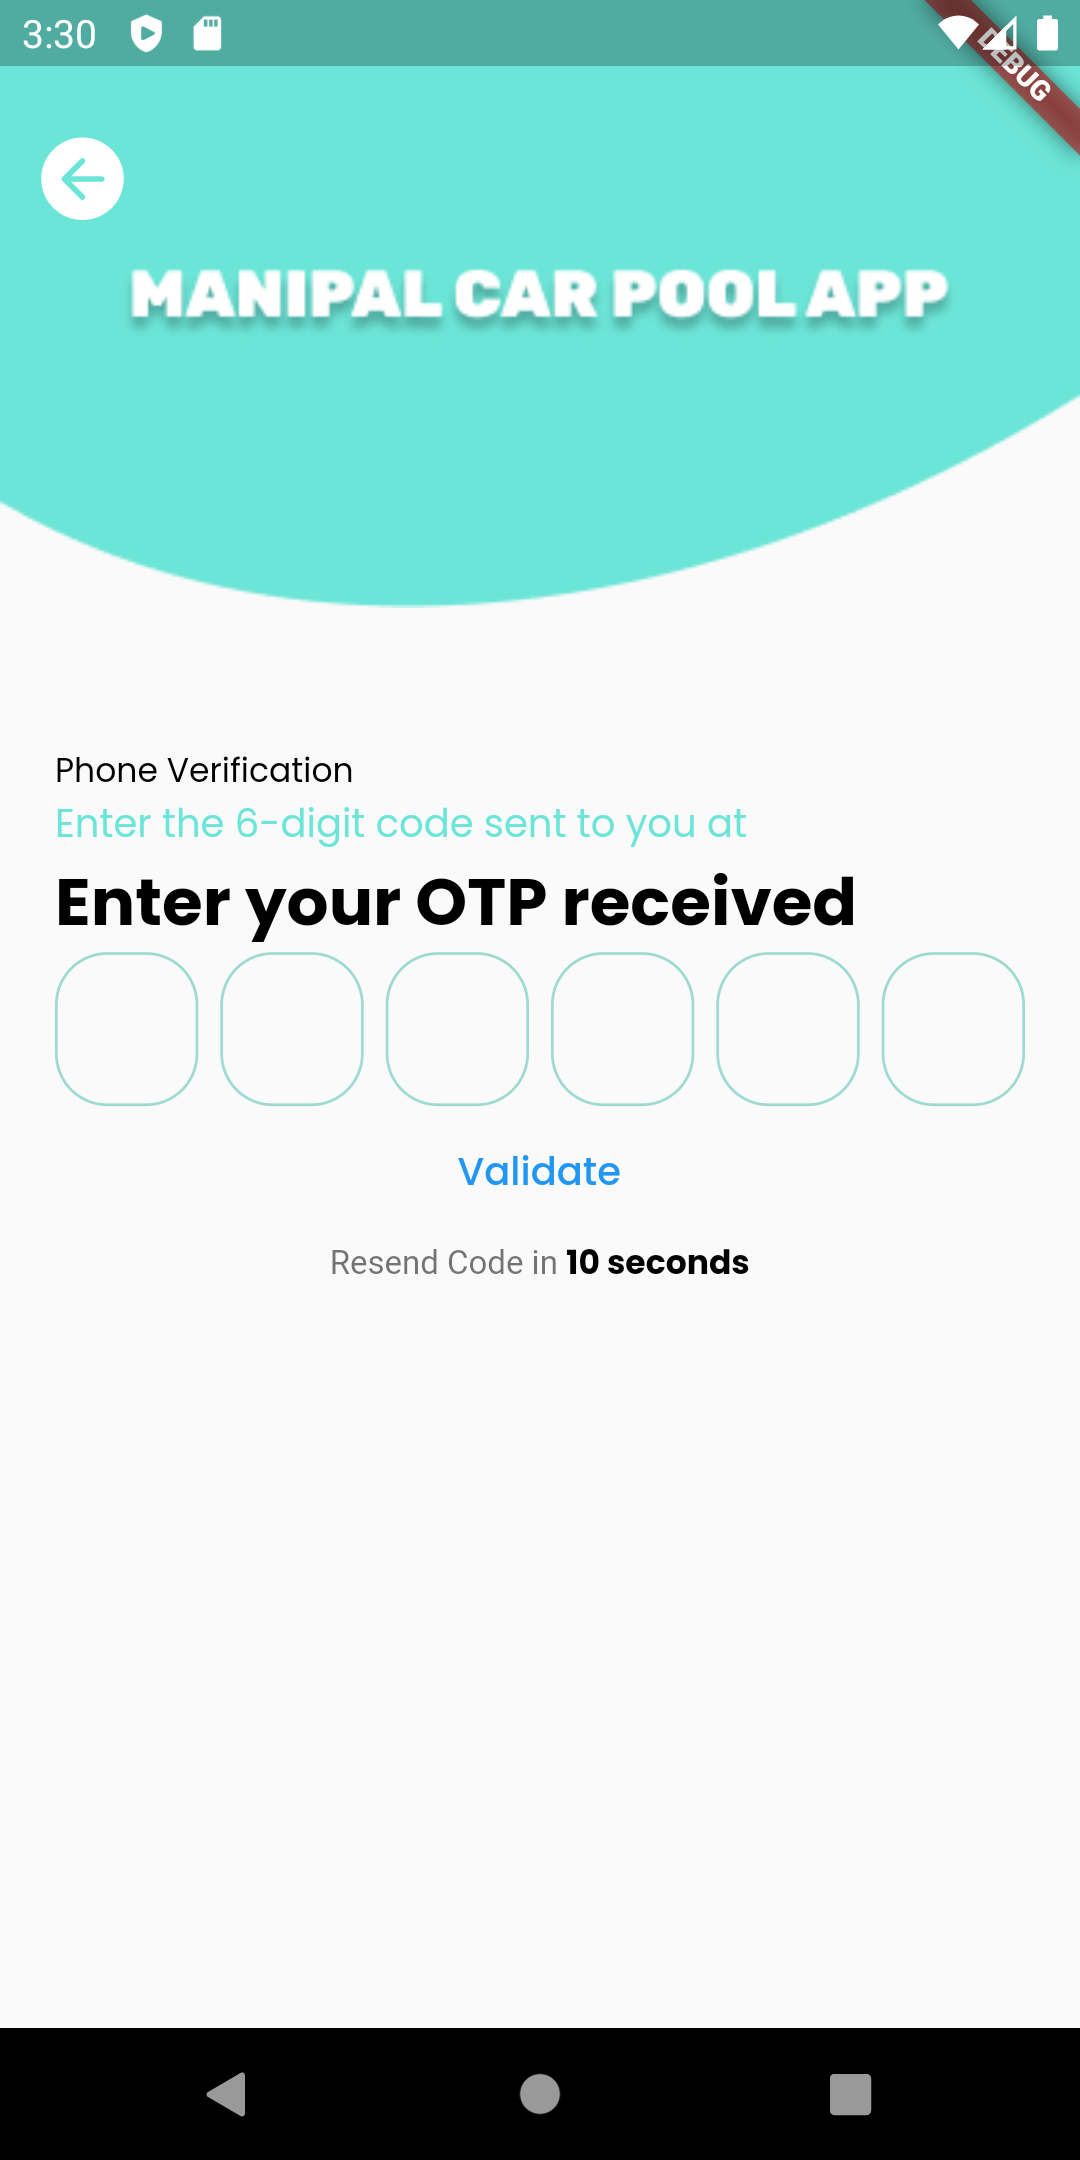 3:30
DEBUG
MANIPAL CAR POOL APP
Phone Verification
Enter the 6-digit code sent to you at
Enter your OTP received
Validate
Resend Code in 10 seconds